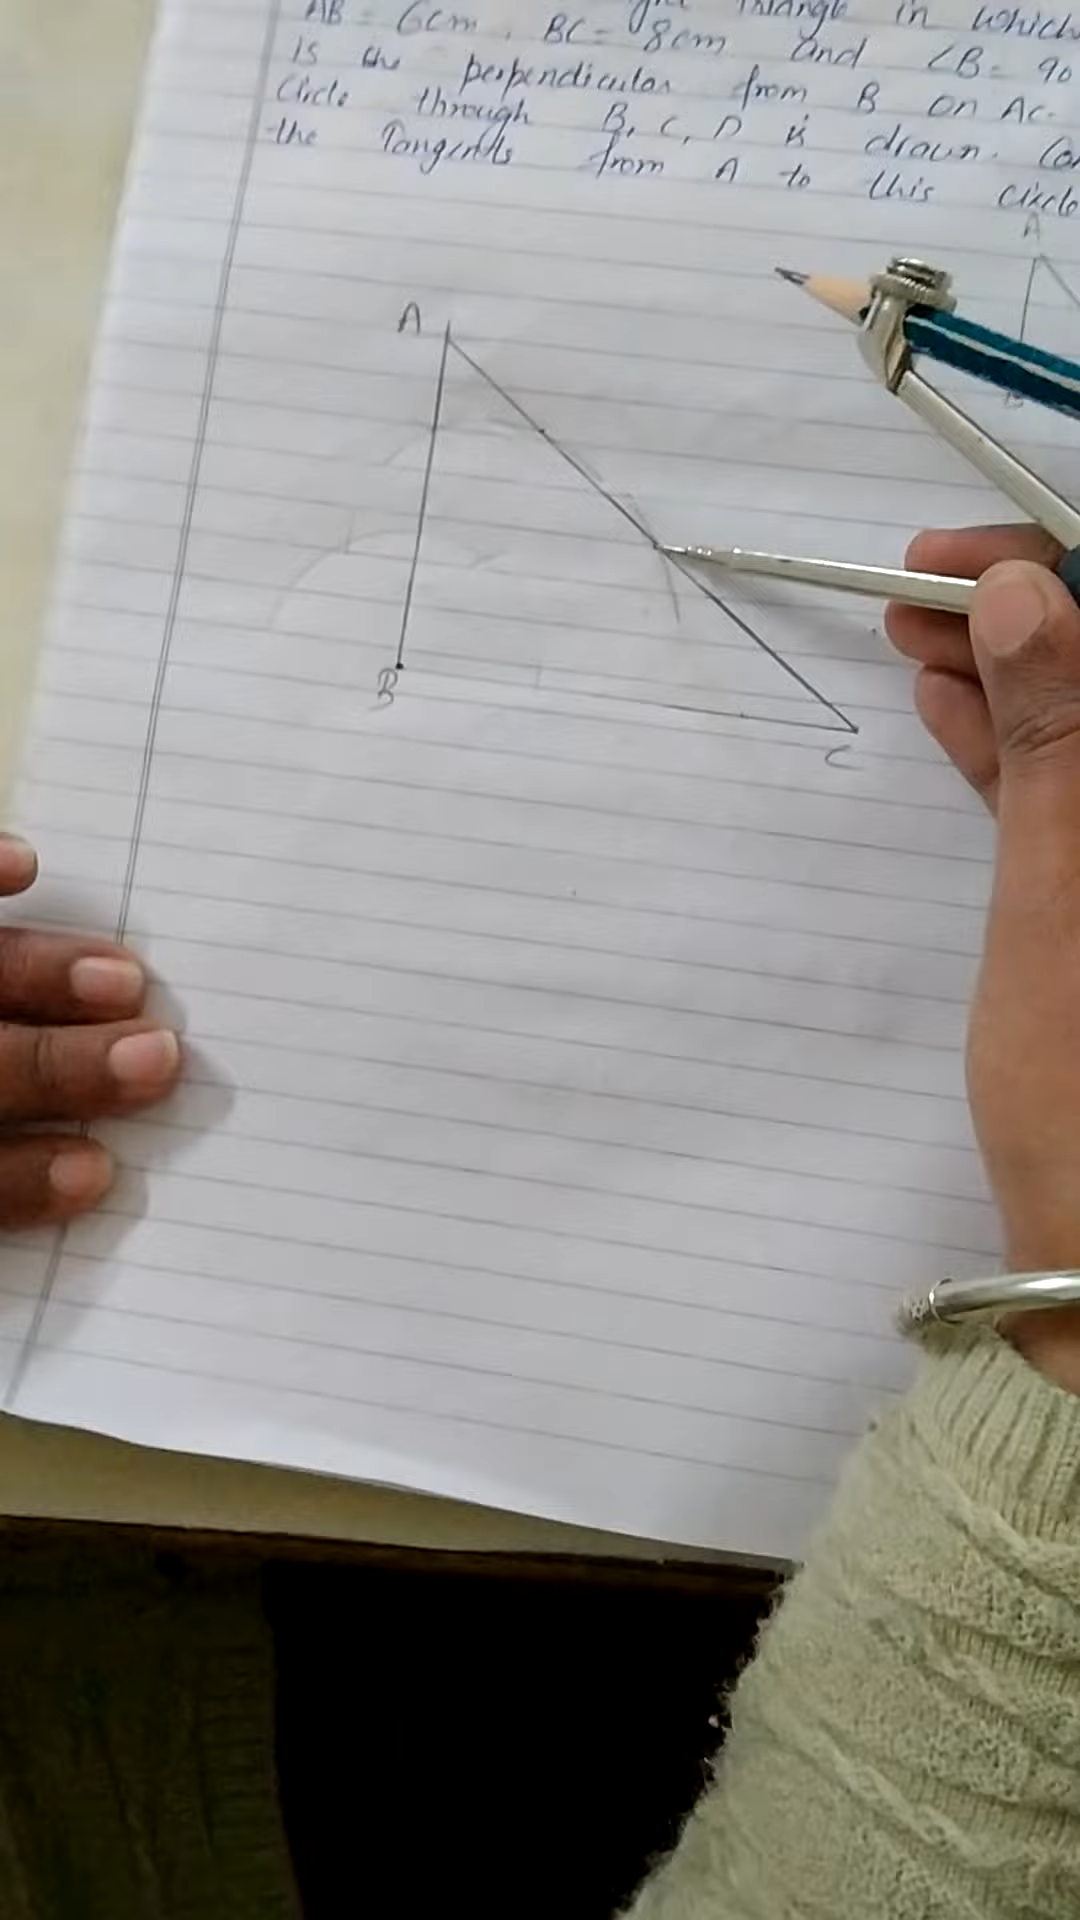 AB = 6cm, BC = 8cm and ∠B = 90
is the perpendicular from B on AC.
Circle through B, C, D is drawn.
the Tangents from A to this circle
A
A
B
C